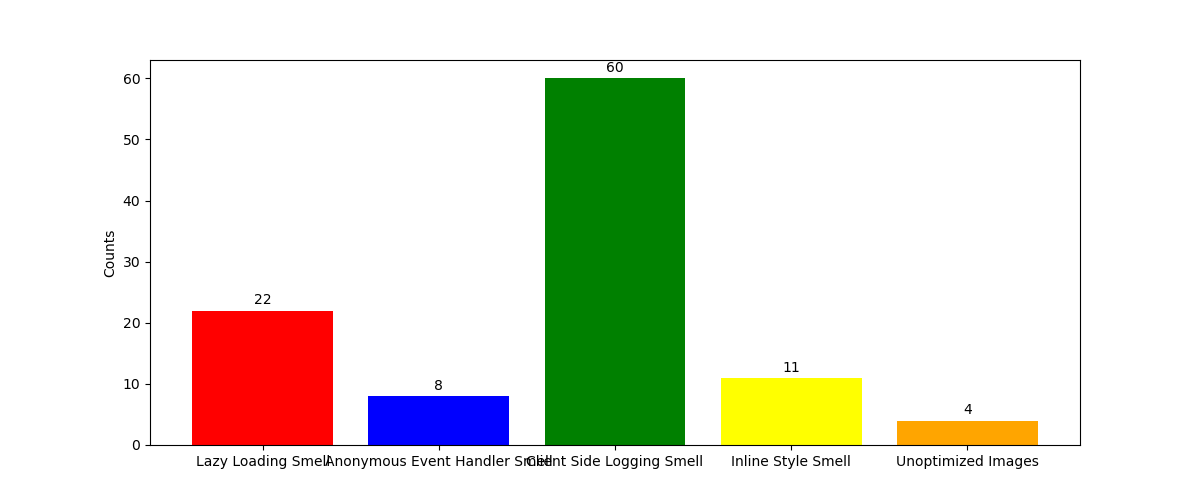 60
60
50
40
Counts
30
22
20
11
10
8
4
0
Lazy Loading Smell
Anonymous Event Handler Smell
Client Side Logging Smell
Inline Style Smell
Unoptimized Images